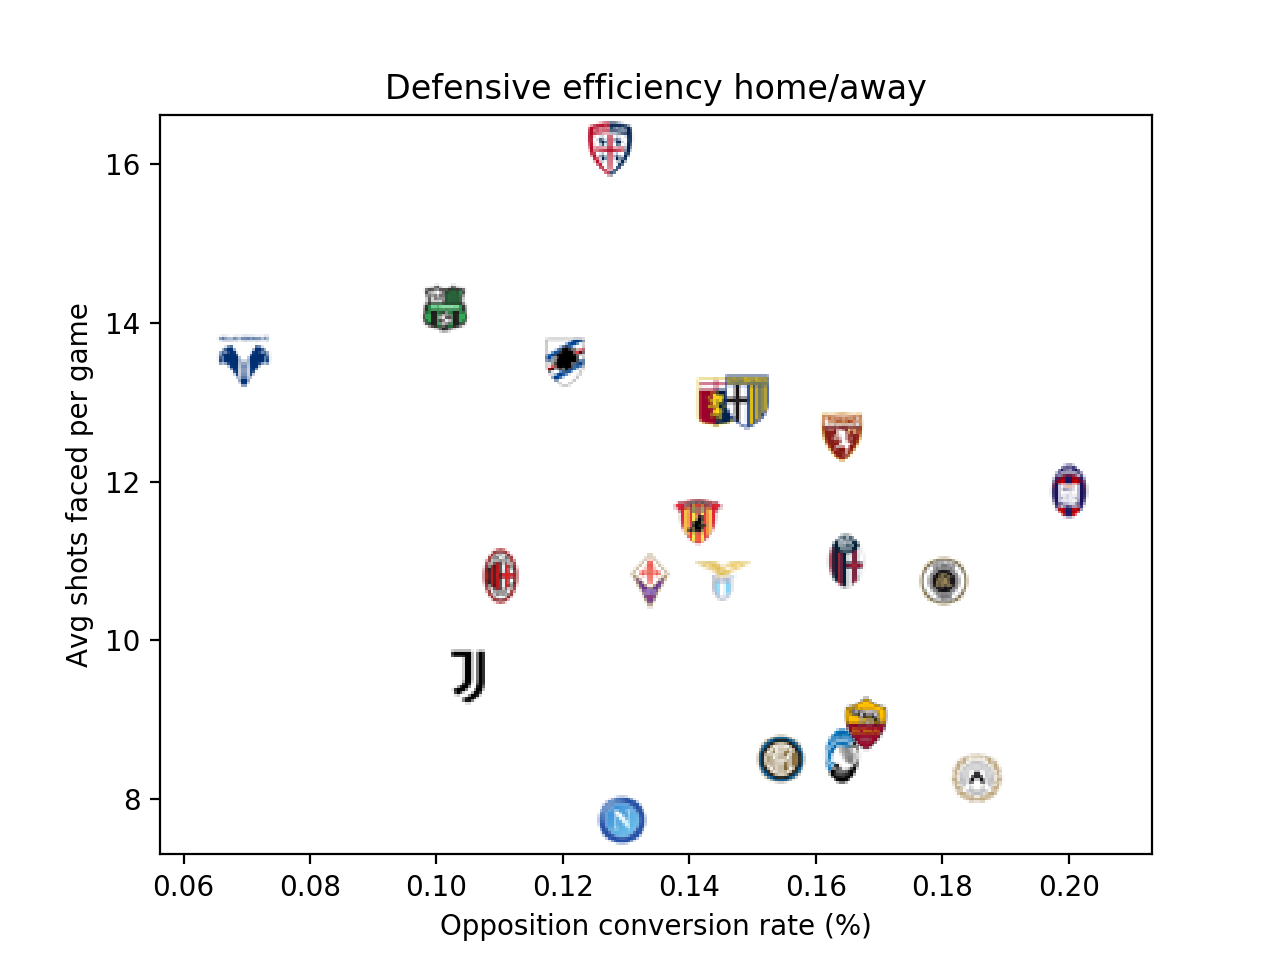 Defensive efficiency home/away
Avg shots faced per game
16
14
12
10
8
TORINO
0.06 0.08 0.10 0.12 0.14 0.16 0.18 0.20
Opposition conversion rate (%)